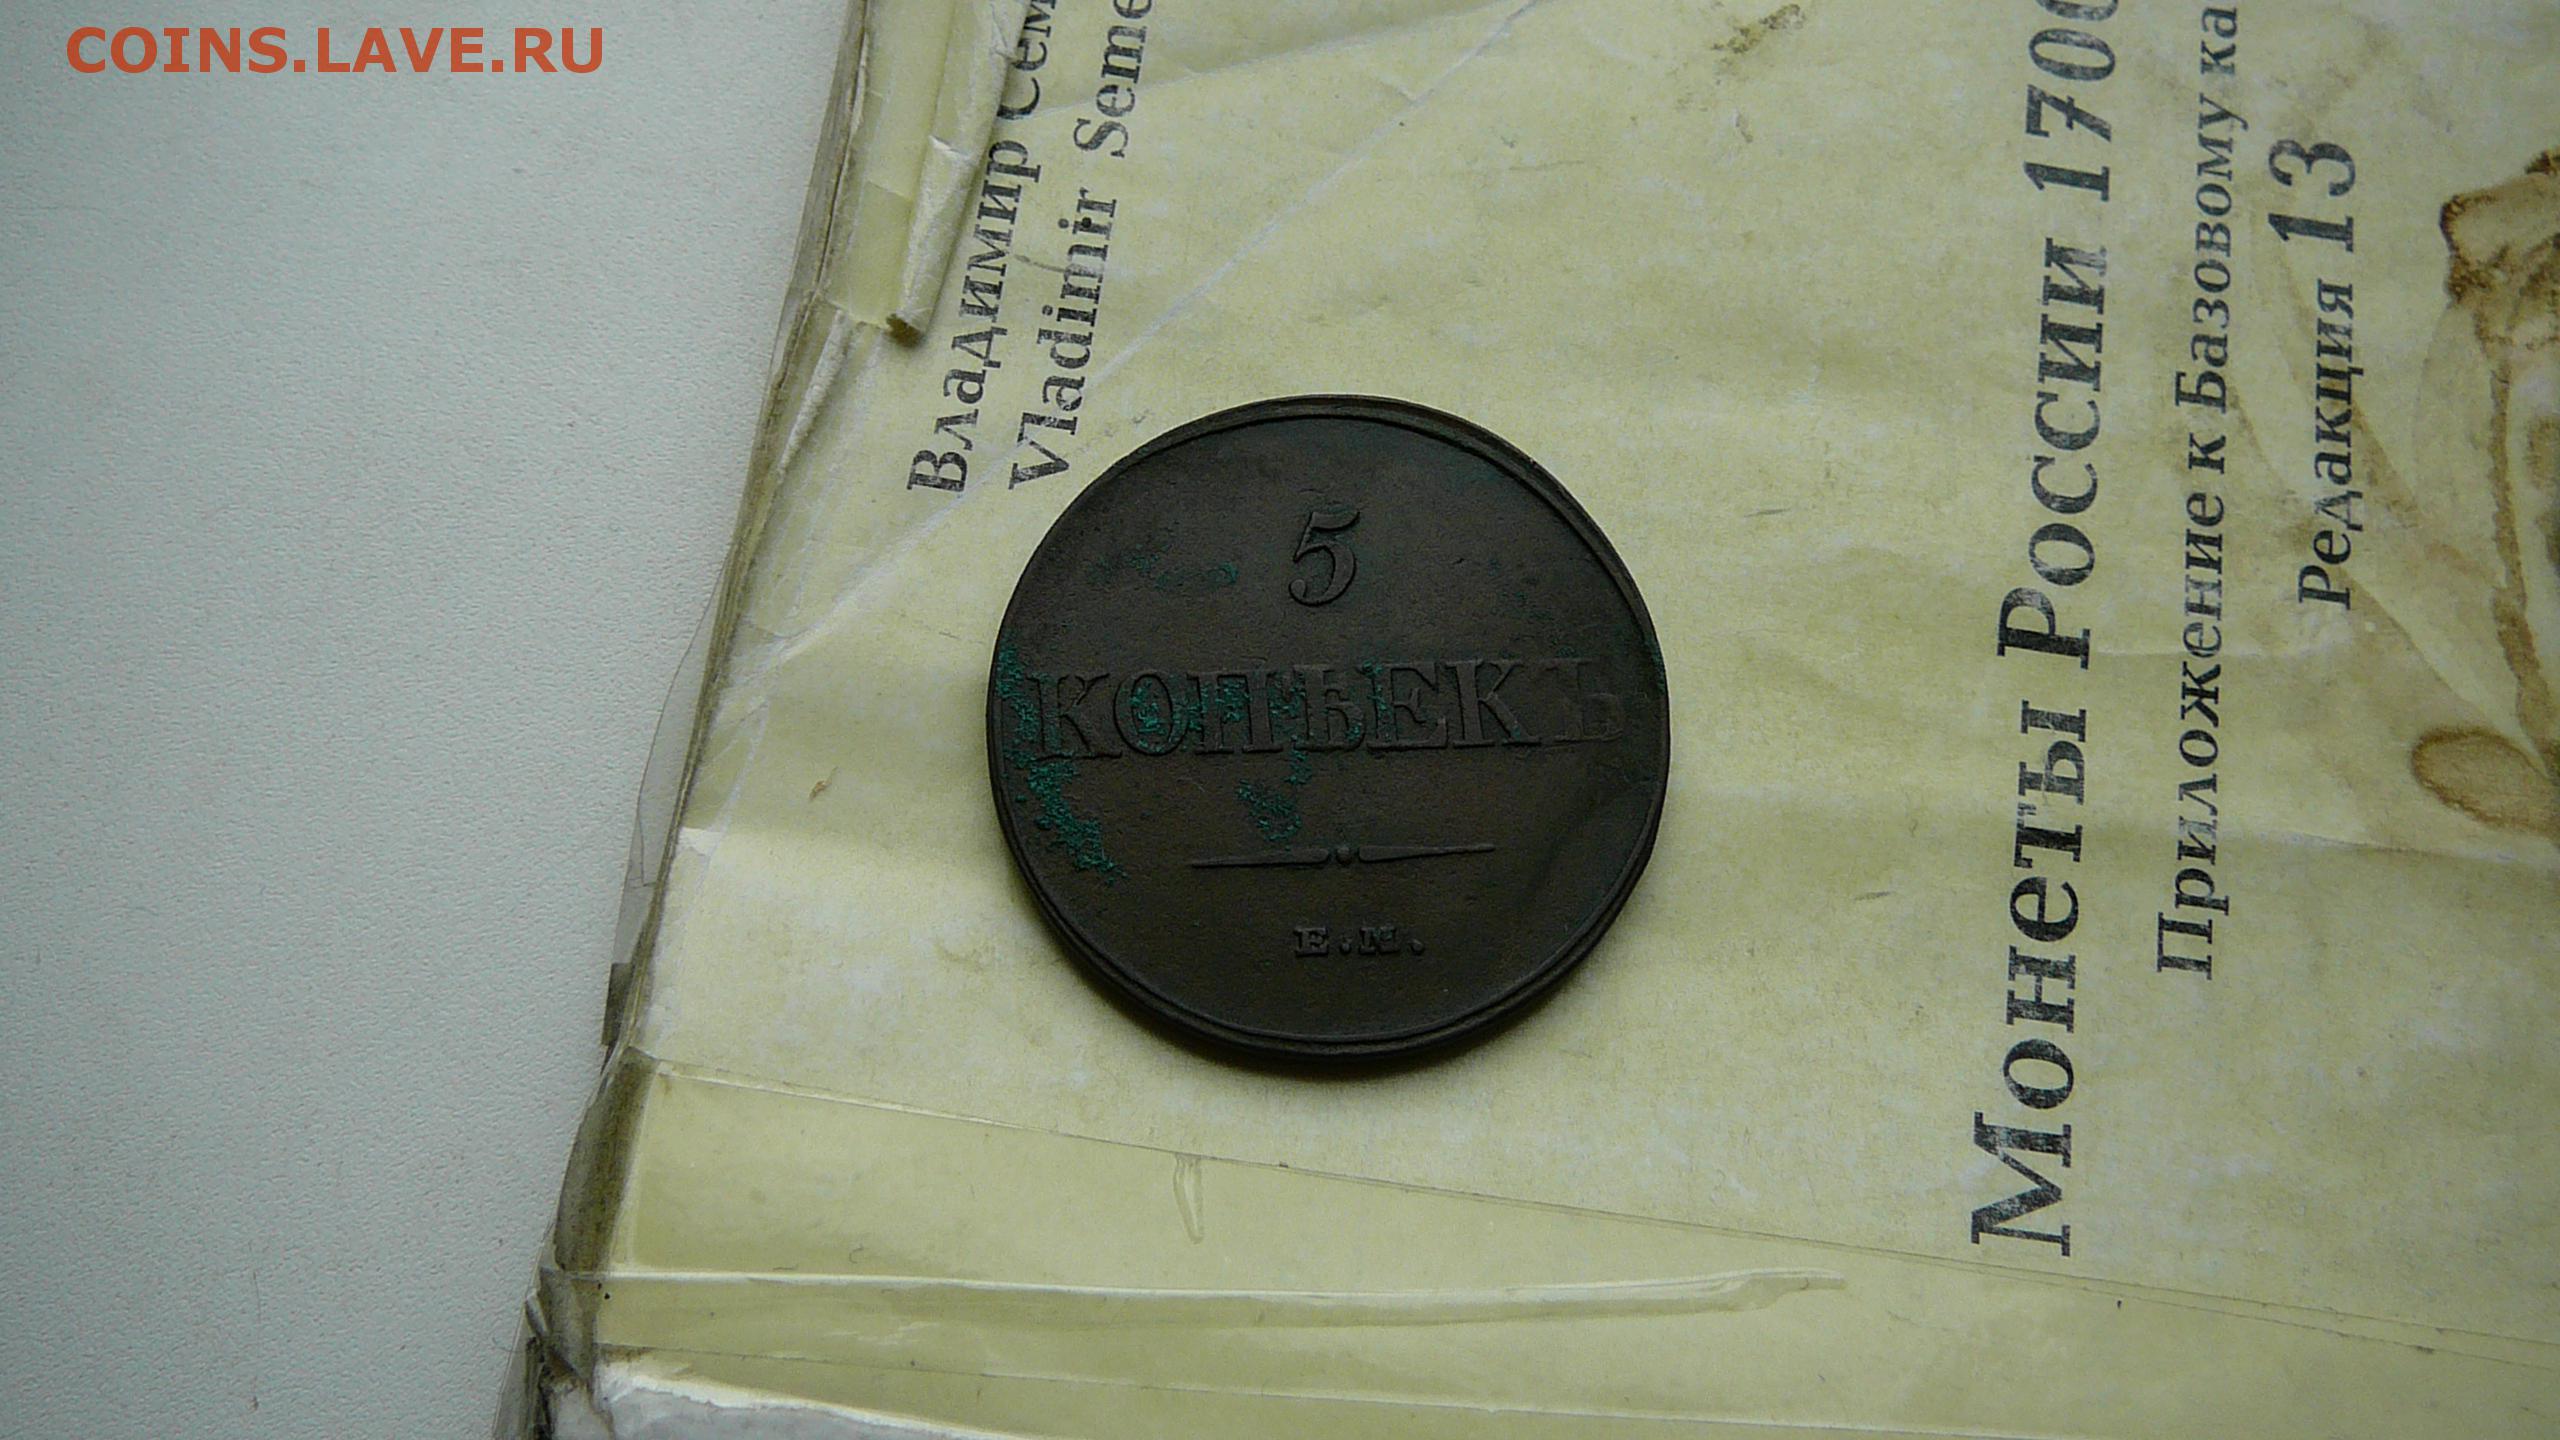 COINS.LAVE.RU
Владимир Сем
Vladimir Seme
Монеты России 1700
Приложение к Базовому ка
Редакция 13
5
КОПѢЕКЪ
Е.М.